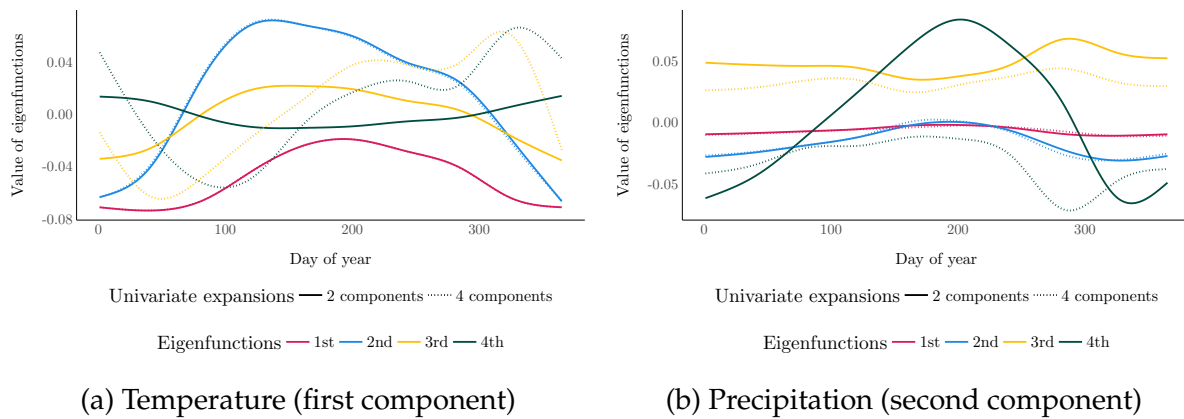 Value of eigenfunctions
0.04
0.00
-0.04
-0.08
0 100 200 300
Day of year
Univariate expansions 2 components 4 components
Eigenfunctions 1st 2nd 3rd 4th
(a) Temperature (first component)
Value of eigenfunctions
0.05
0.00
-0.05
0 100 200 300
Day of year
Univariate expansions 2 components 4 components
Eigenfunctions 1st 2nd 3rd 4th
(b) Precipitation (second component)